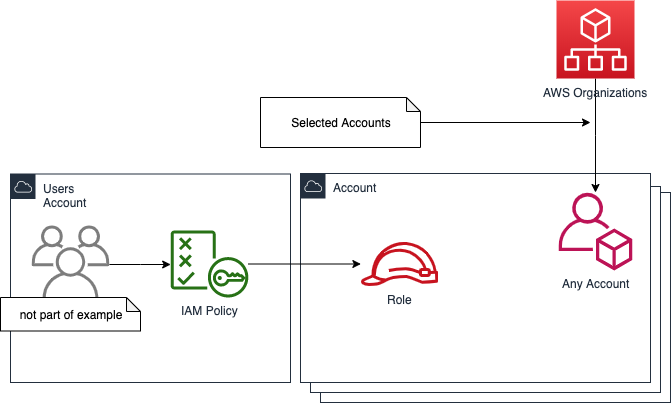 AWS Organizations
Selected Accounts
Users
Account
Account
not part of example
IAM Policy
Role
Any Account